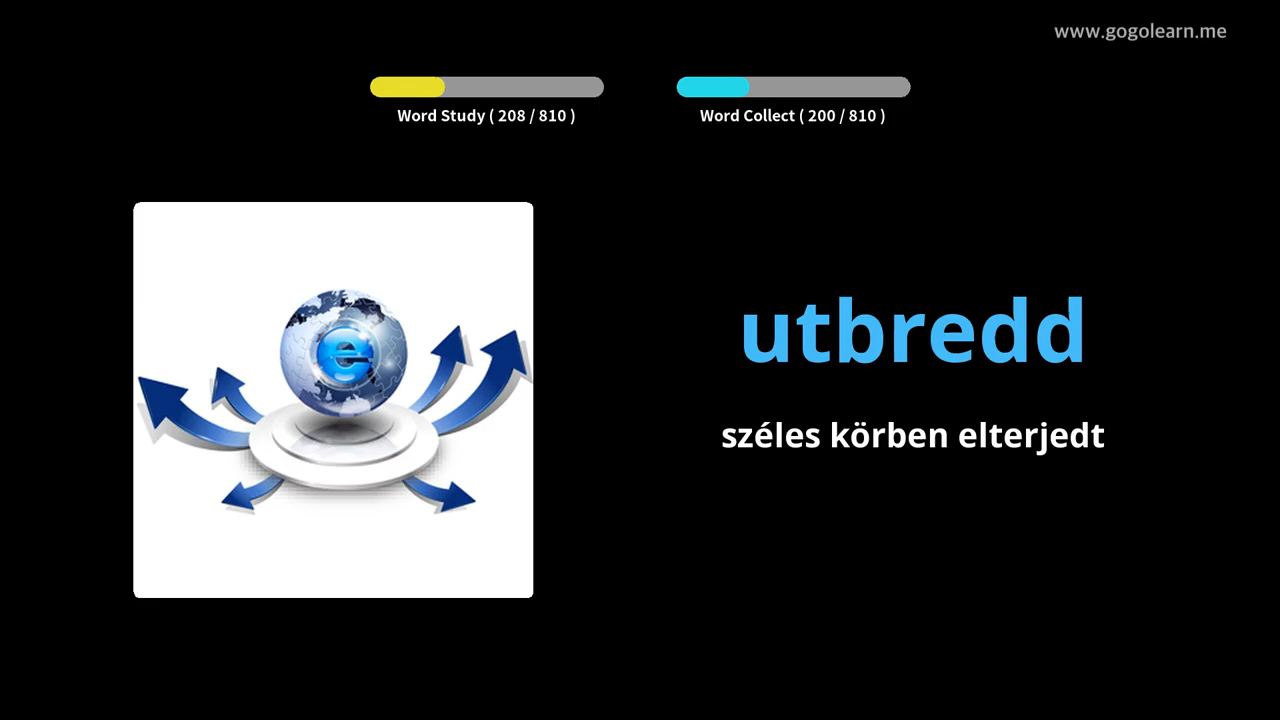 www.gogolearn.me
Word Study ( 208 / 810 )
Word Collect ( 200 / 810 )
e
utbredd
széles körben elterjedt